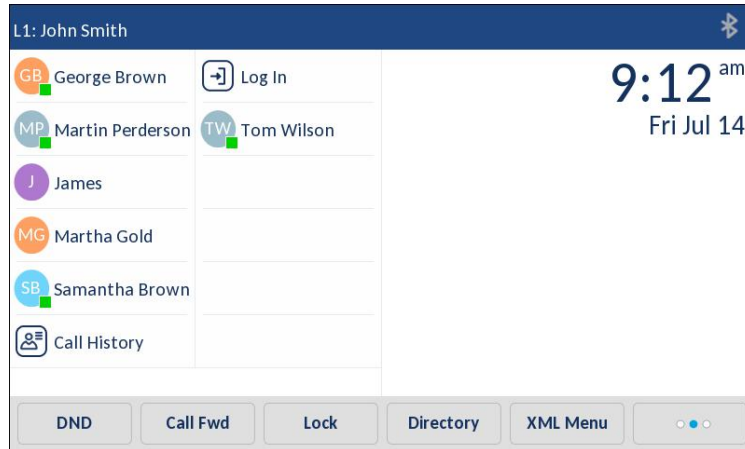 L1: John Smith
GB George Brown
Log In
MP Martin Perderson
TW Tom Wilson
J James
MG Martha Gold
SB Samantha Brown
Call History
9:12 am
Fri Jul 14
DND
Call Fwd
Lock
Directory
XML Menu